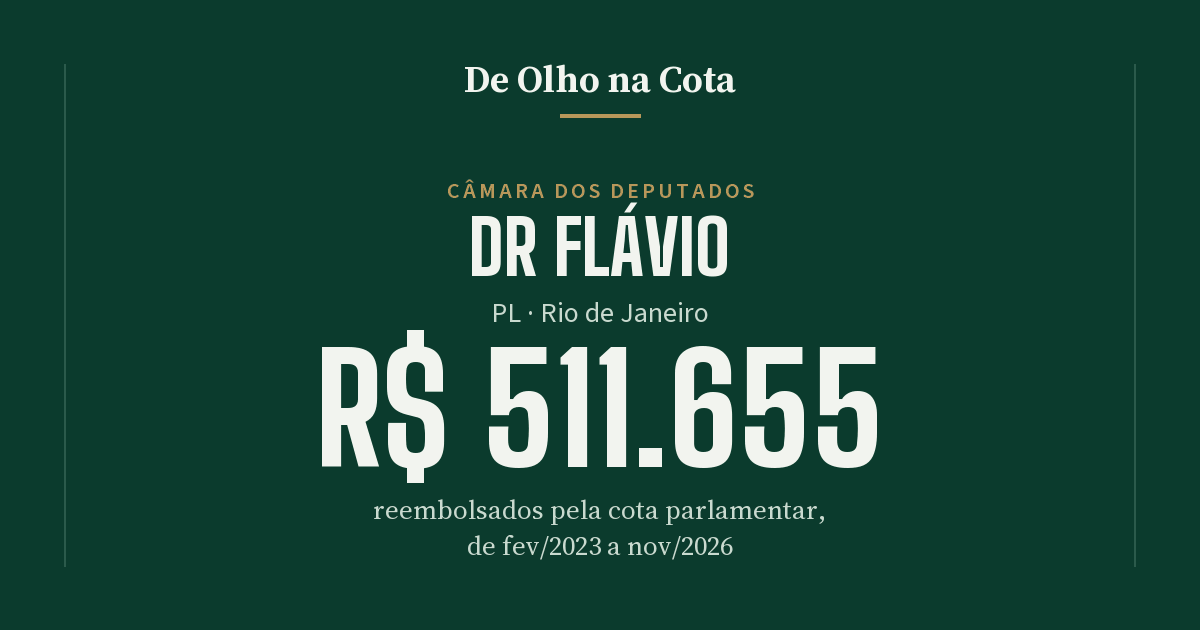 De Olho na Cota
CÂMARA DOS DEPUTADOS
DR FLÁVIO
PL · Rio de Janeiro
R$ 511.655
reembolsados pela cota parlamentar,
de fev/2023 a nov/2026